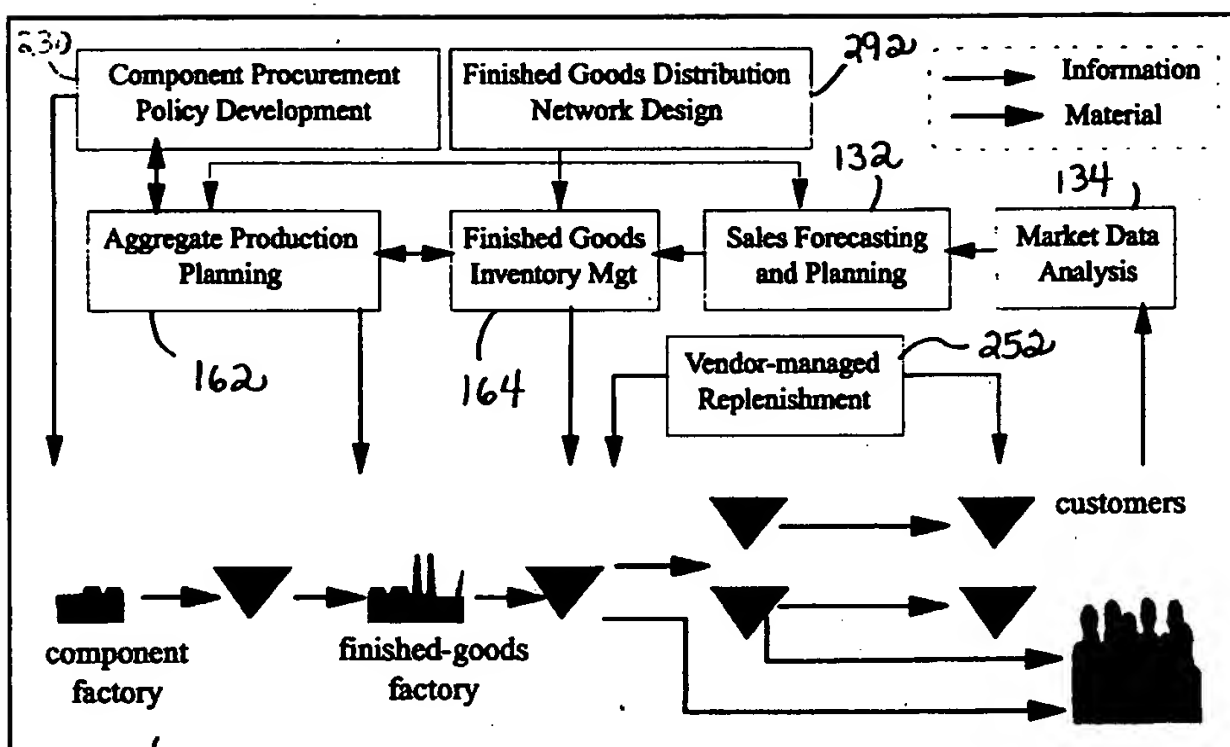 230
Component Procurement
Policy Development
Finished Goods Distribution
Network Design
292
Information
Material
132
134
Aggregate Production
Planning
Finished Goods
Inventory Mgt
Sales Forecasting
and Planning
Market Data
Analysis
162
164
Vendor-managed
Replenishment
252
customers
component
factory
finished-goods
factory